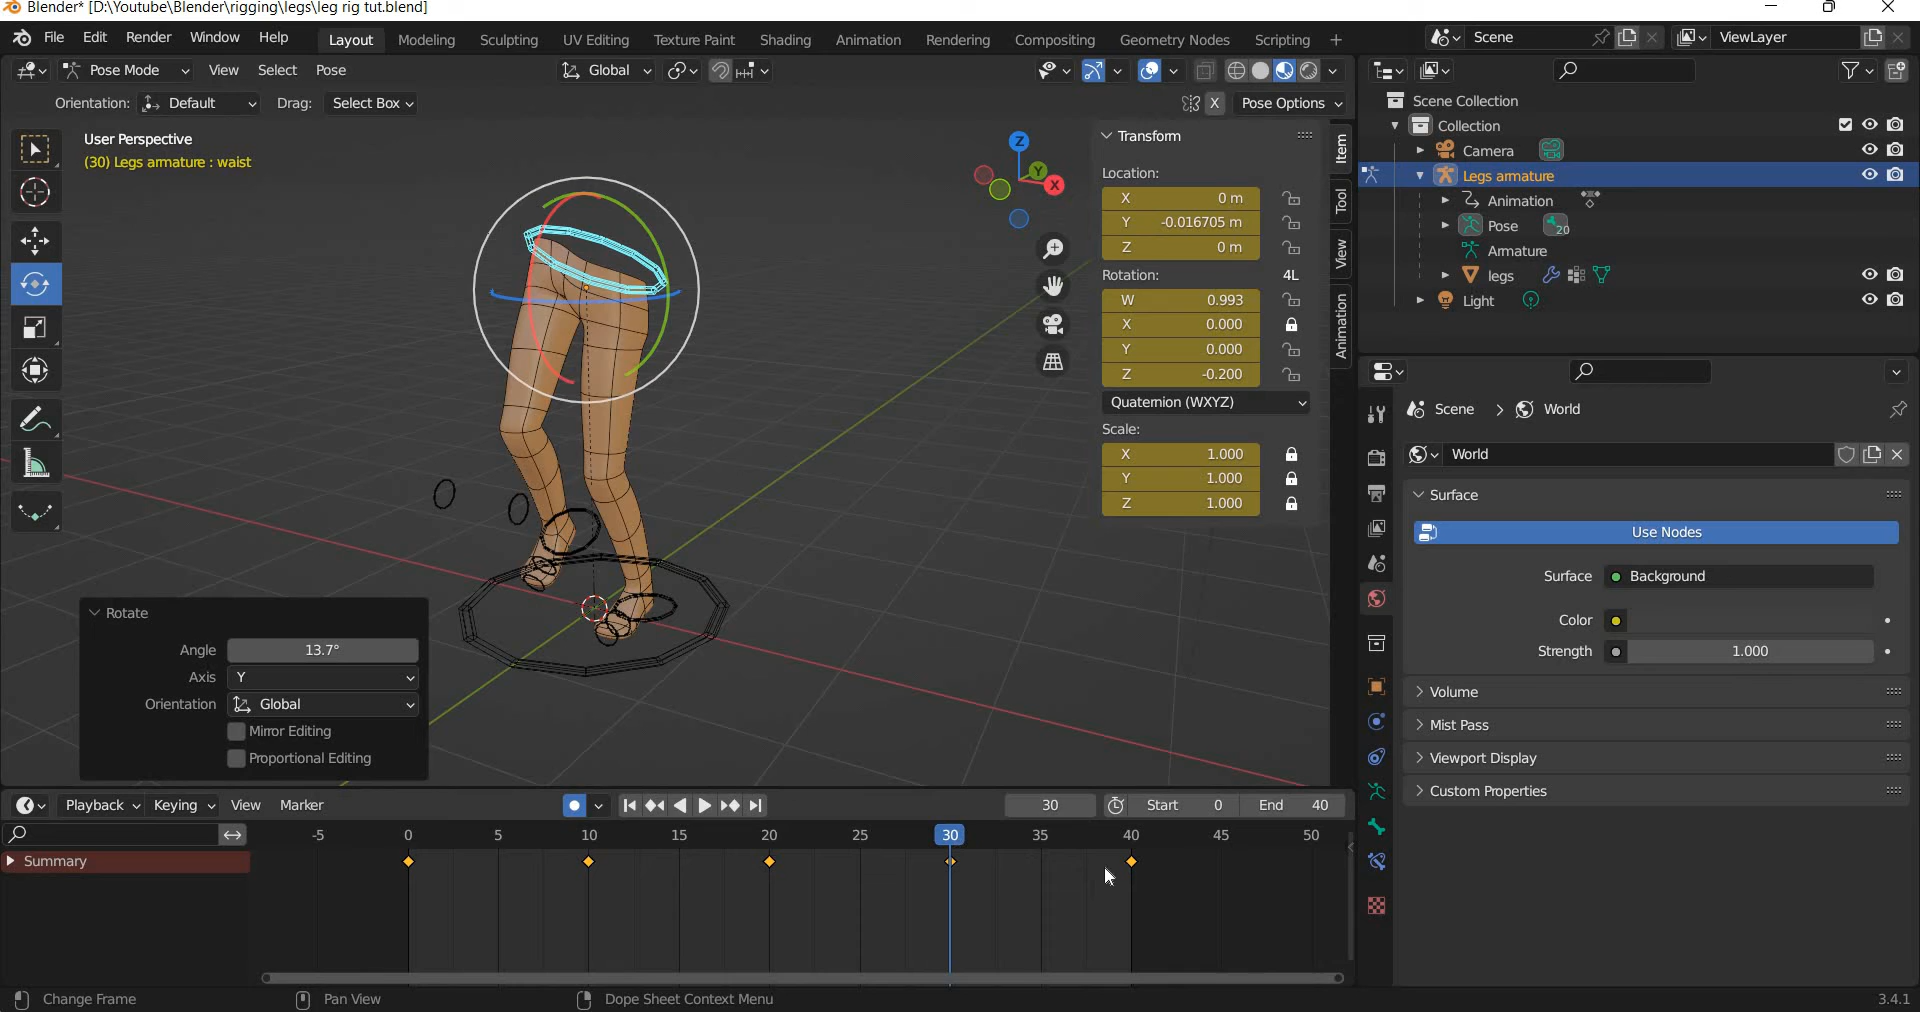 Blender* [D:\Youtube\Blender\rigging\legs\leg rig tut.blend]
File Edit Render Window Help Layout Modeling Sculpting UV Editing Texture Paint Shading Animation Rendering Compositing Geometry Nodes Scripting + Scene ViewLayer
Pose Mode View Select Pose Global
Orientation: Default Drag: Select Box X Pose Options
User Perspective
(30) Legs armature : waist
Z
Y
X
Transform
Location:
X 0 m
Y -0.016705 m
Z 0 m
Rotation: 4L
W 0.993
X 0.000
Y 0.000
Z -0.200
Quaternion (WXYZ)
Scale:
X 1.000
Y 1.000
Z 1.000
Item
Tool
View
Animation
Rotate
Angle 13.7°
Axis Y
Orientation Global
Mirror Editing
Proportional Editing
Scene Collection
Collection
Camera
Legs armature
Animation
Pose 20
Armature
legs
Light
Scene > World
World
Surface
Use Nodes
Surface Background
Color
Strength 1.000
Volume
Mist Pass
Viewport Display
Custom Properties
Playback Keying View Marker 30 Start 0 End 40
-5 0 5 10 15 20 25 30 35 40 45 50
Summary
Change Frame Pan View Dope Sheet Context Menu 3.4.1